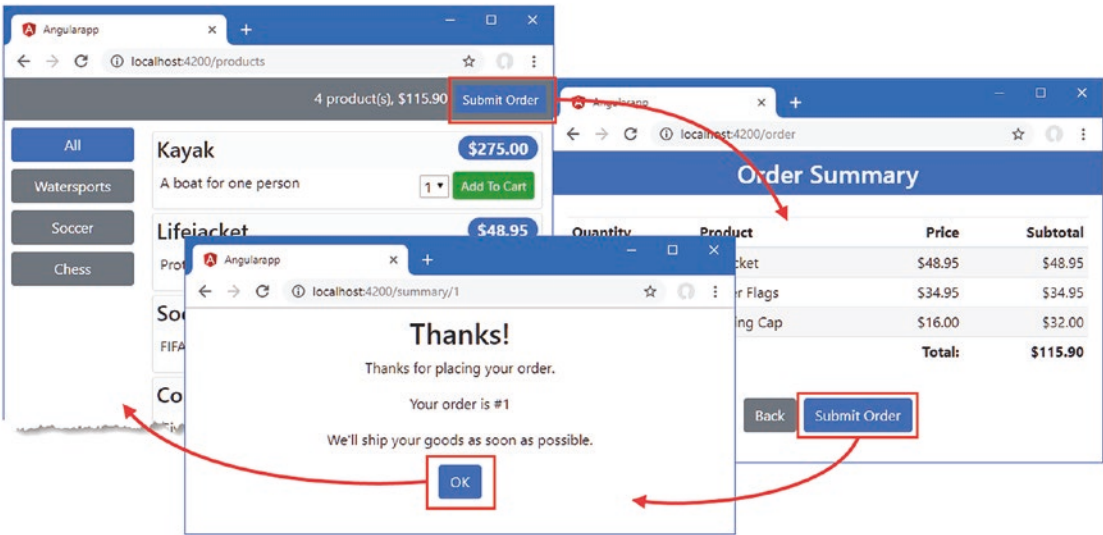 Angularapp
localhost:4200/products
4 product(s), $115.90 Submit Order
All
Watersports
Soccer
Chess
Kayak $275.00
A boat for one person 1 Add To Cart
Lifejacket $48.95
FIFA
Angularapp
localhost:4200/order
Order Summary
Quantity Product Price Subtotal
$48.95 $48.95
Flags $34.95 $34.95
Cap $16.00 $32.00
Total: $115.90
Back Submit Order
Angularapp
localhost:4200/summary/1
Thanks!
Thanks for placing your order.
Your order is #1
We'll ship your goods as soon as possible.
OK